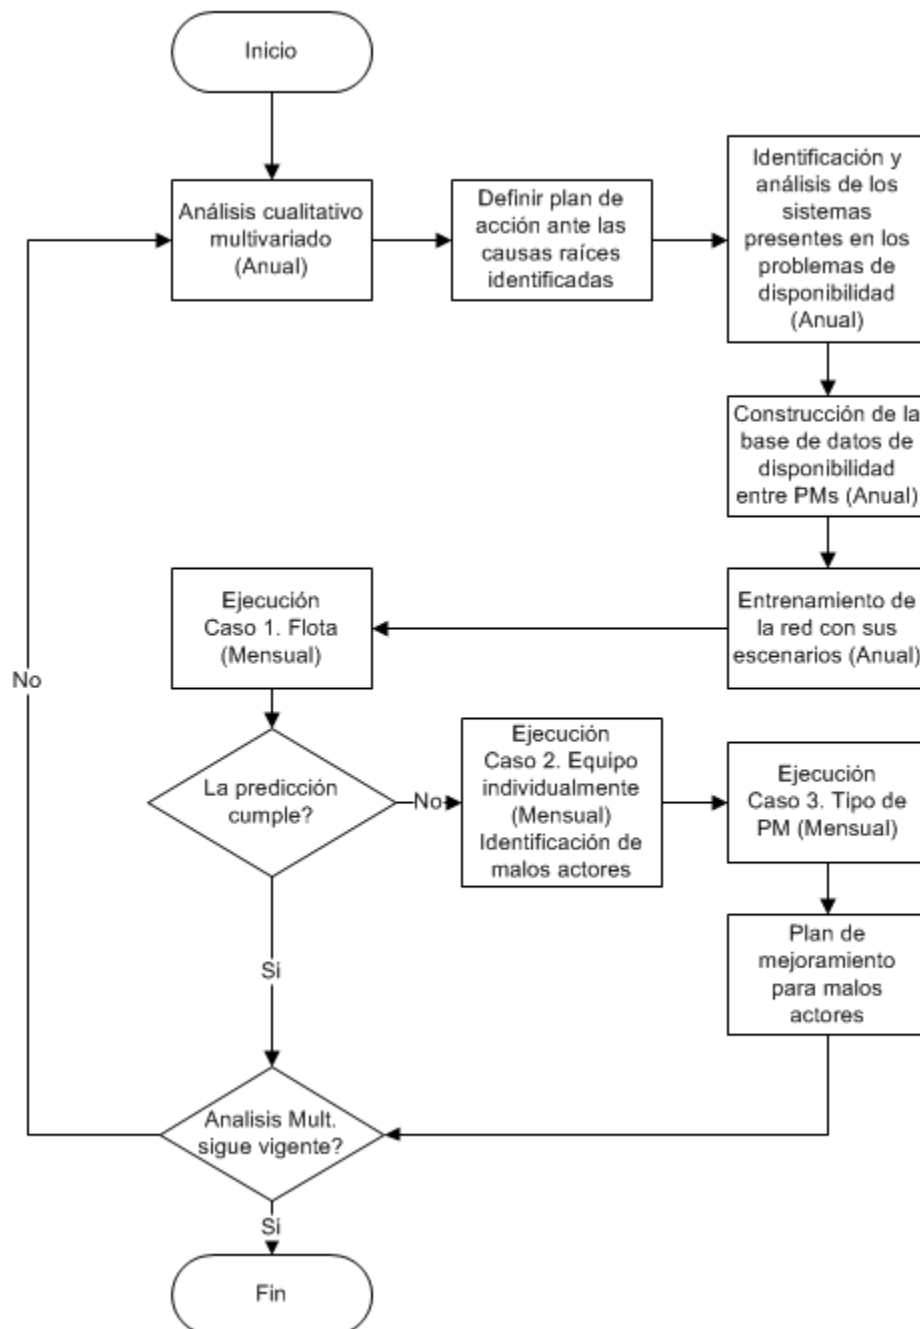 Inicio
Análisis cualitativo
multivariado
(Anual)
Definir plan de
acción ante las
causas raíces
identificadas
Identificación y
análisis de los
sistemas
presentes en los
problemas de
disponibilidad
(Anual)
Construcción de la
base de datos de
disponibilidad
entre PMs (Anual)
Entrenamiento de
la red con sus
escenarios (Anual)
Ejecución
Caso 1. Flota
(Mensual)
No
La predicción
cumple?
No
Ejecución
Caso 2. Equipo
individualmente
(Mensual)
Identificación de
malos actores
Ejecución
Caso 3. Tipo de
PM (Mensual)
Plan de
mejoramiento
para malos
actores
Si
Analisis Mult.
sigue vigente?
Si
Fin